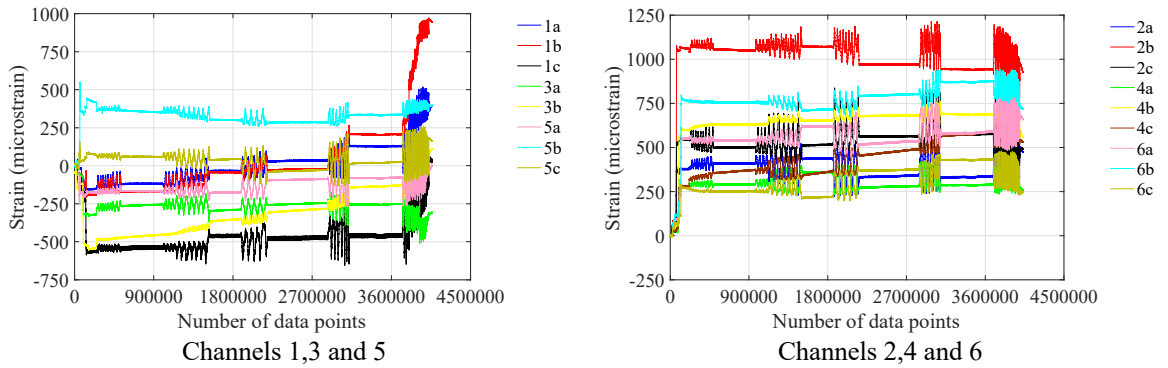 1000
750
500
250
0
-250
-500
-750
Strain (microstrain)
0 900000 1800000 2700000 3600000 4500000
Number of data points
1a
1b
1c
3a
3b
5a
5b
5c
Channels 1,3 and 5
1250
1000
750
500
250
0
-250
Strain (microstrain)
0 900000 1800000 2700000 3600000 4500000
Number of data points
2a
2b
2c
4a
4b
4c
6a
6b
6c
Channels 2,4 and 6